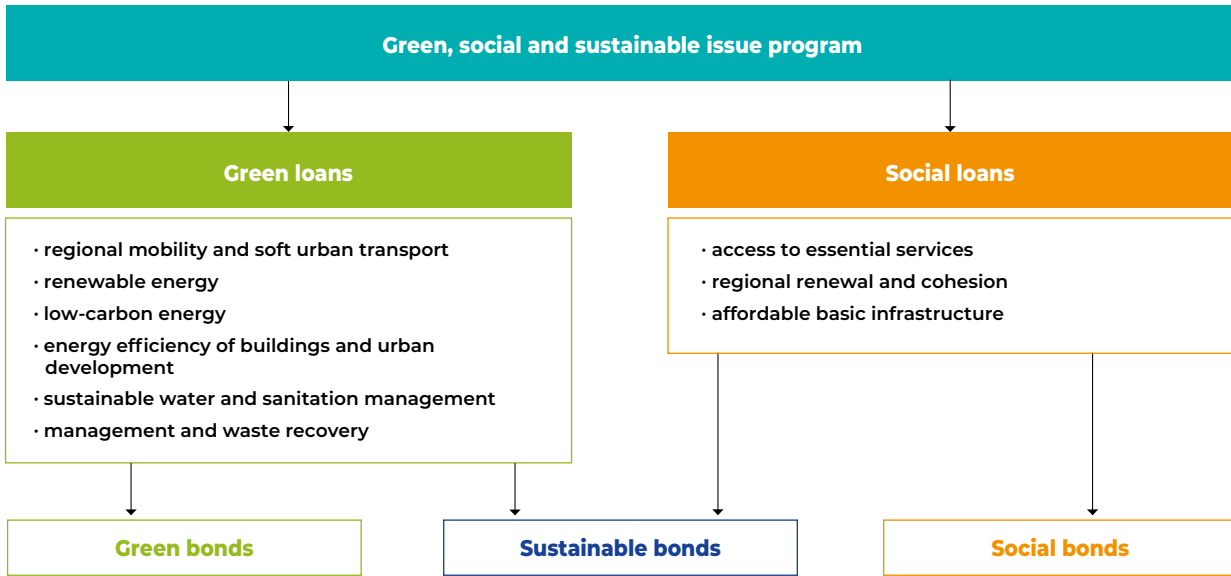 Green, social and sustainable issue program
Green loans
· regional mobility and soft urban transport
· renewable energy
· low-carbon energy
· energy efficiency of buildings and urban
development
· sustainable water and sanitation management
· management and waste recovery
Social loans
· access to essential services
· regional renewal and cohesion
· affordable basic infrastructure
Green bonds
Sustainable bonds
Social bonds